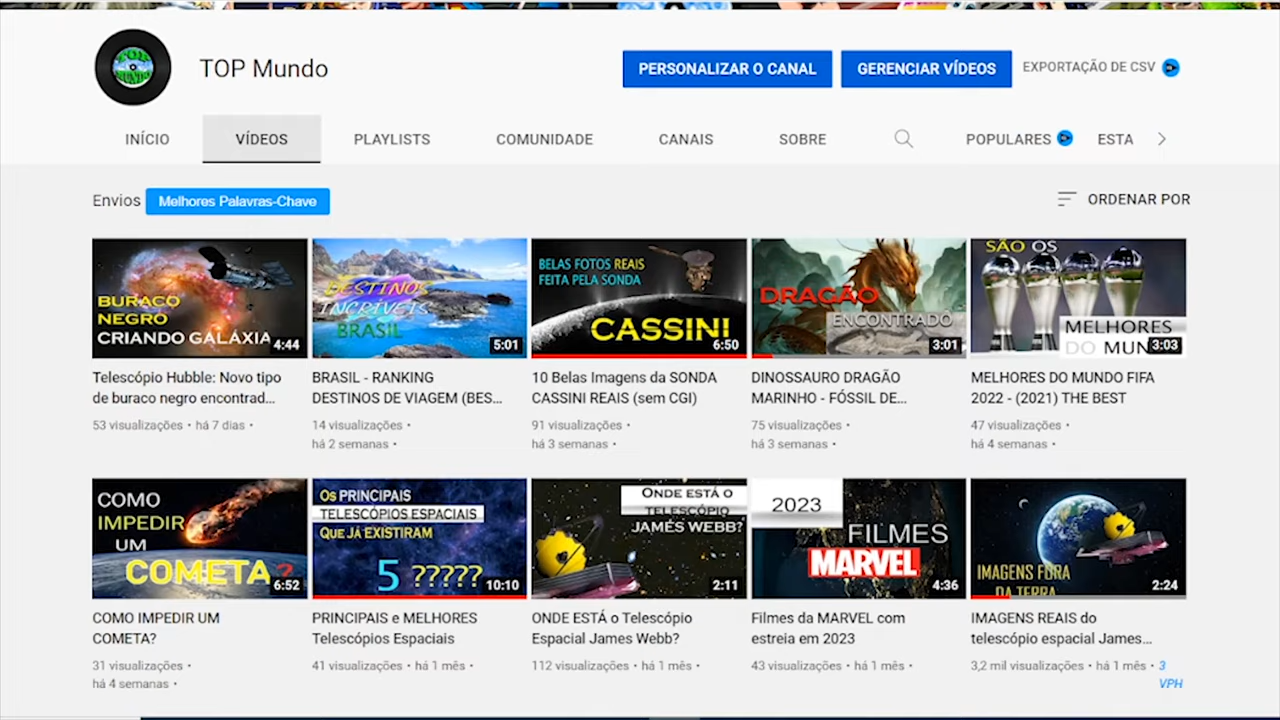 TOP MUNDO
TOP Mundo
PERSONALIZAR O CANAL
GERENCIAR VÍDEOS
EXPORTAÇÃO DE CSV
INÍCIO
VÍDEOS
PLAYLISTS
COMUNIDADE
CANAIS
SOBRE
POPULARES
ESTA
Envios
Melhores Palavras-Chave
ORDENAR POR
BURACO
NEGRO
CRIANDO GALÁXIA
4:44
Telescópio Hubble: Novo tipo
de buraco negro encontrad...
53 visualizações • há 7 dias •
DESTINOS
INCRÍVEIS
BRASIL
5:01
BRASIL - RANKING
DESTINOS DE VIAGEM (BES...
14 visualizações •
há 2 semanas •
BELAS FOTOS REAIS
FEITA PELA SONDA
CASSINI
6:50
10 Belas Imagens da SONDA
CASSINI REAIS (sem CGI)
91 visualizações •
há 3 semanas •
DRAGÃO
ENCONTRADO
3:01
DINOSSAURO DRAGÃO
MARINHO - FÓSSIL DE...
75 visualizações •
há 3 semanas •
SÃO OS
MELHORES
DO MUN
3:03
MELHORES DO MUNDO FIFA
2022 - (2021) THE BEST
47 visualizações •
há 4 semanas •
COMO
IMPEDIR
UM
COMETA?
6:52
COMO IMPEDIR UM
COMETA?
31 visualizações •
há 4 semanas •
Os PRINCIPAIS
TELESCÓPIOS ESPACIAIS
QUE JÁ EXISTIRAM
5 ?????
10:10
PRINCIPAIS e MELHORES
Telescópios Espaciais
41 visualizações • há 1 mês •
ONDE ESTÁ O
TELESCÓPIO
JAMES WEBB?
2:11
ONDE ESTÁ o Telescópio
Espacial James Webb?
112 visualizações • há 1 mês •
2023
FILMES
MARVEL
4:36
Filmes da MARVEL com
estreia em 2023
43 visualizações • há 1 mês •
IMAGENS FORA
DA TERRA
2:24
IMAGENS REAIS do
telescópio espacial James...
3,2 mil visualizações • há 1 mês • 3
VPH